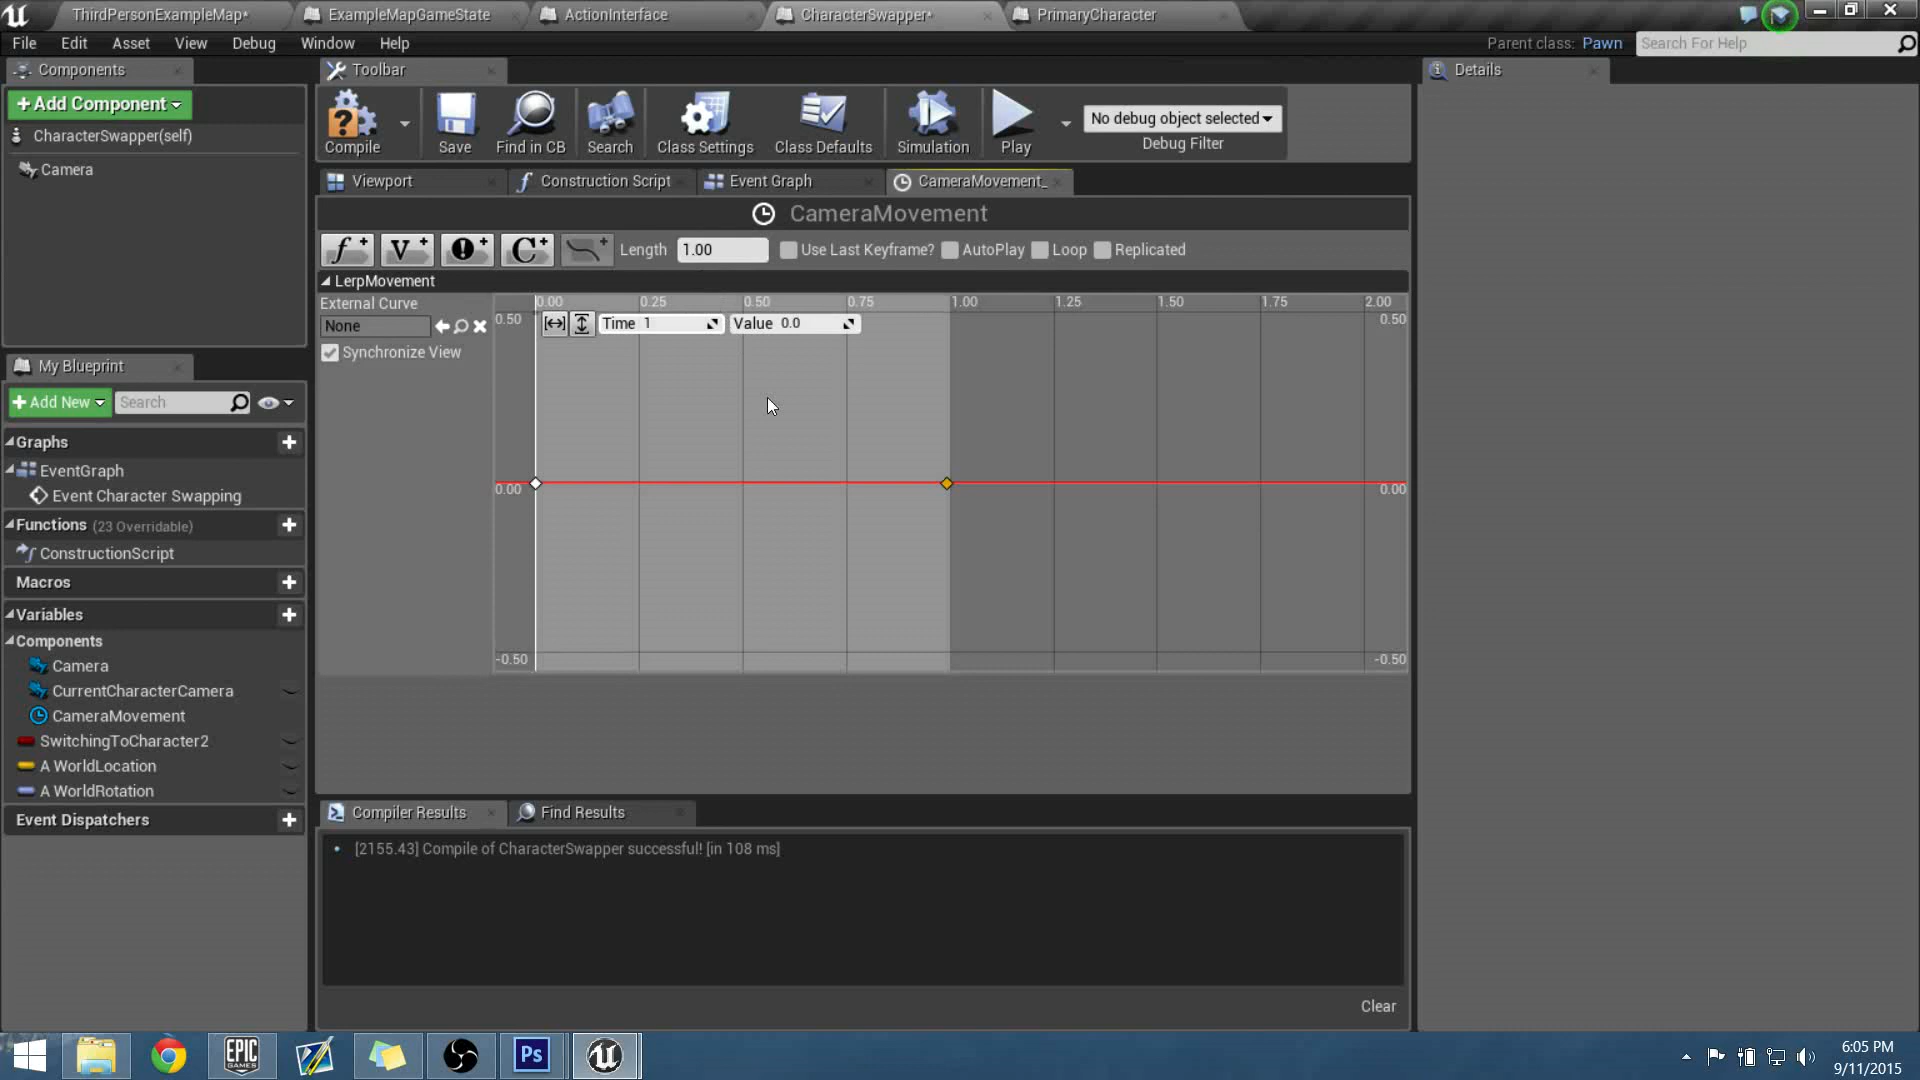 ThirdPersonExampleMap*
ExampleMapGameState
ActionInterface
CharacterSwapper*
PrimaryCharacter
File Edit Asset View Debug Window Help
Parent class: Pawn
Search For Help
Components
Toolbar
Details
+ Add Component
CharacterSwapper(self)
Camera
Compile
Save
Find in CB
Search
Class Settings
Class Defaults
Simulation
Play
No debug object selected
Debug Filter
Viewport
Construction Script
Event Graph
CameraMovement_
CameraMovement
f+ V+ !+ C+
Length 1.00 Use Last Keyframe? AutoPlay Loop Replicated
LerpMovement
External Curve
None
Synchronize View
0.00 0.25 0.50 0.75 1.00 1.25 1.50 1.75 2.00
0.50 Time 1 Value 0.0 0.50
0.00 0.00
-0.50 -0.50
My Blueprint
+ Add New Search
Graphs
EventGraph
Event Character Swapping
Functions (23 Overridable)
ConstructionScript
Macros
Variables
Components
Camera
CurrentCharacterCamera
CameraMovement
SwitchingToCharacter2
A WorldLocation
A WorldRotation
Event Dispatchers
Compiler Results
Find Results
[2155.43] Compile of CharacterSwapper successful! [in 108 ms]
Clear
EPIC GAMES
Ps
6:05 PM
9/11/2015